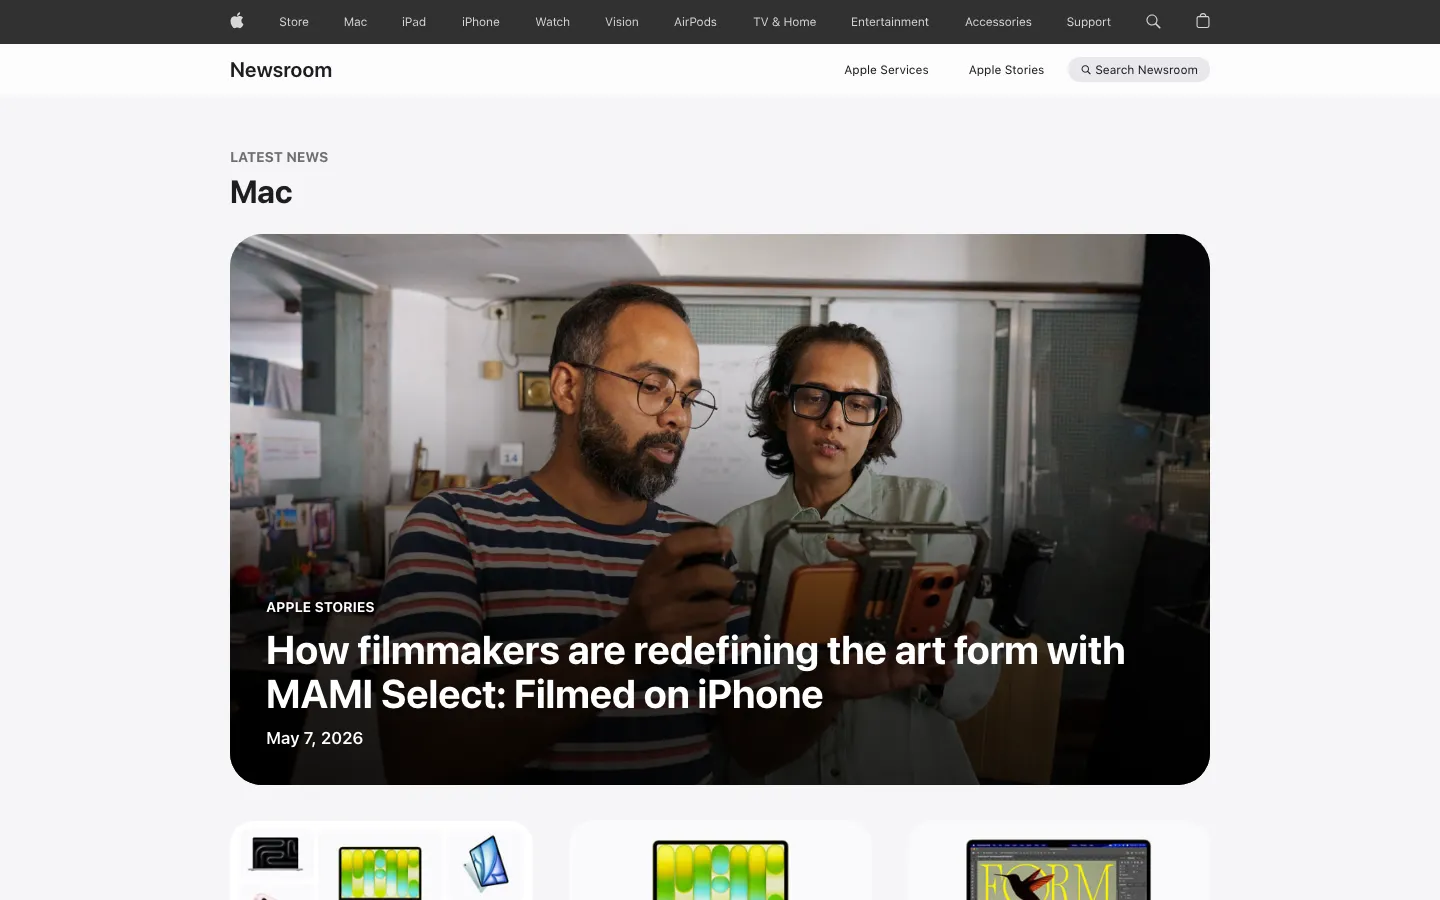 Store Mac iPad iPhone Watch Vision AirPods TV & Home Entertainment Accessories Support
Newsroom Apple Services Apple Stories Search Newsroom
LATEST NEWS
Mac
14
APPLE STORIES
How filmmakers are redefining the art form with
MAMI Select: Filmed on iPhone
May 7, 2026
FORM